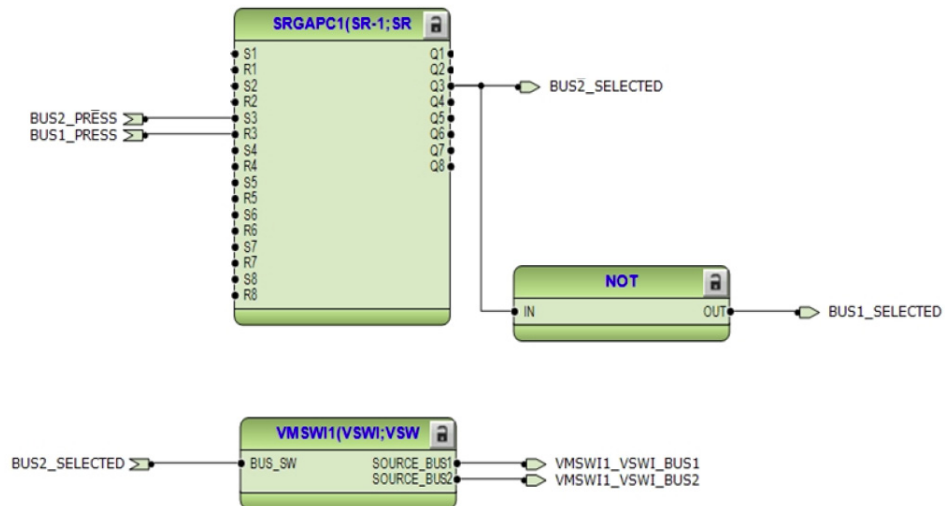 SRGAPC1(SR-1;SR
S1 Q1
R1 Q2
S2 Q3 BUS2_SELECTED
R2 Q4
BUS2_PRESS S3 Q5
BUS1_PRESS R3 Q6
S4 Q7
R4 Q8
S5
R5
S6
R6
S7
R7
S8
R8
NOT
IN OUT BUS1_SELECTED
VMSWI1(VSWI;VSW
BUS2_SELECTED BUS_SW SOURCE_BUS1 VMSWI1_VSWI_BUS1
SOURCE_BUS2 VMSWI1_VSWI_BUS2